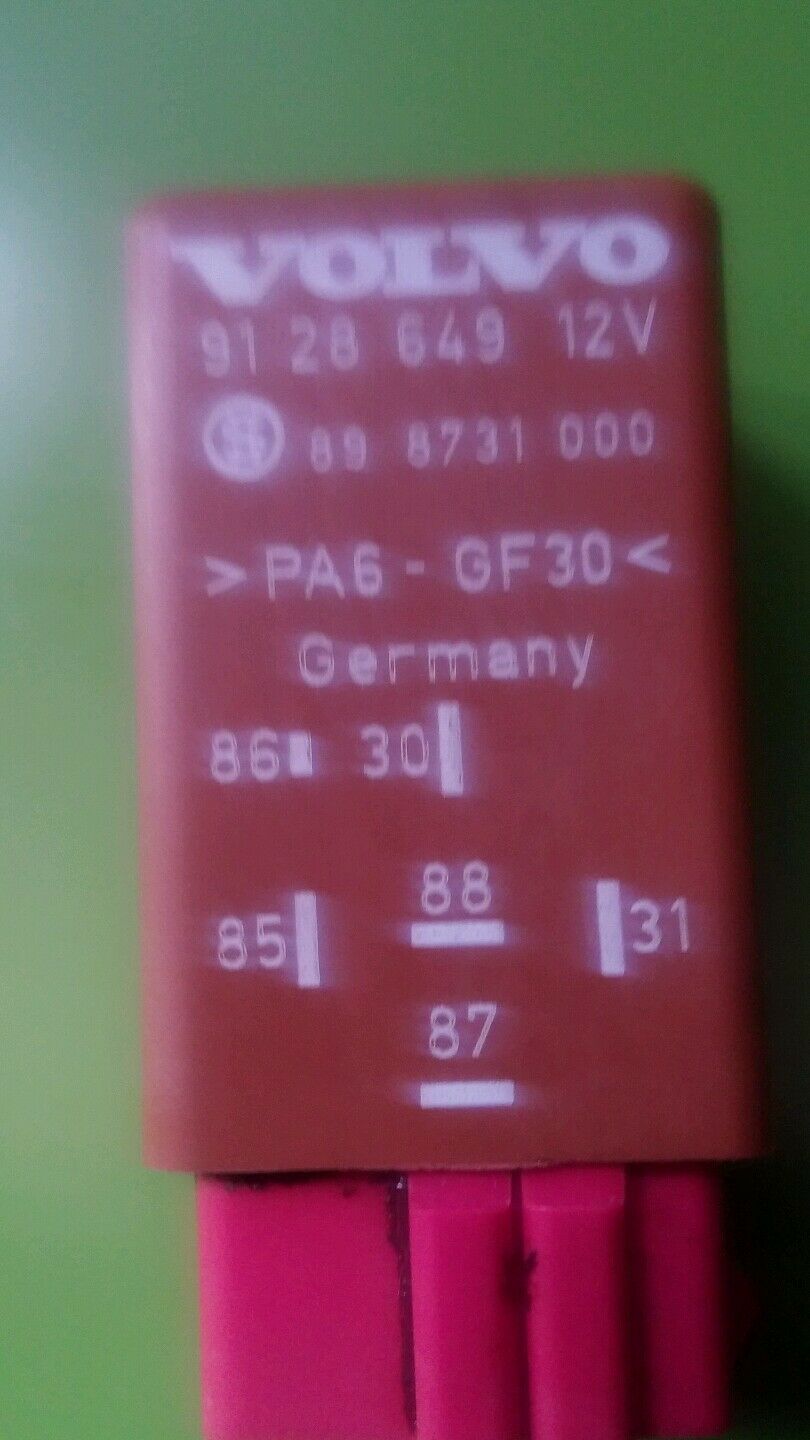 VOLVO
91 28 649 12V
89 8731 000
>PA6 - GF30<
Germany
86 30
88
85 31
87